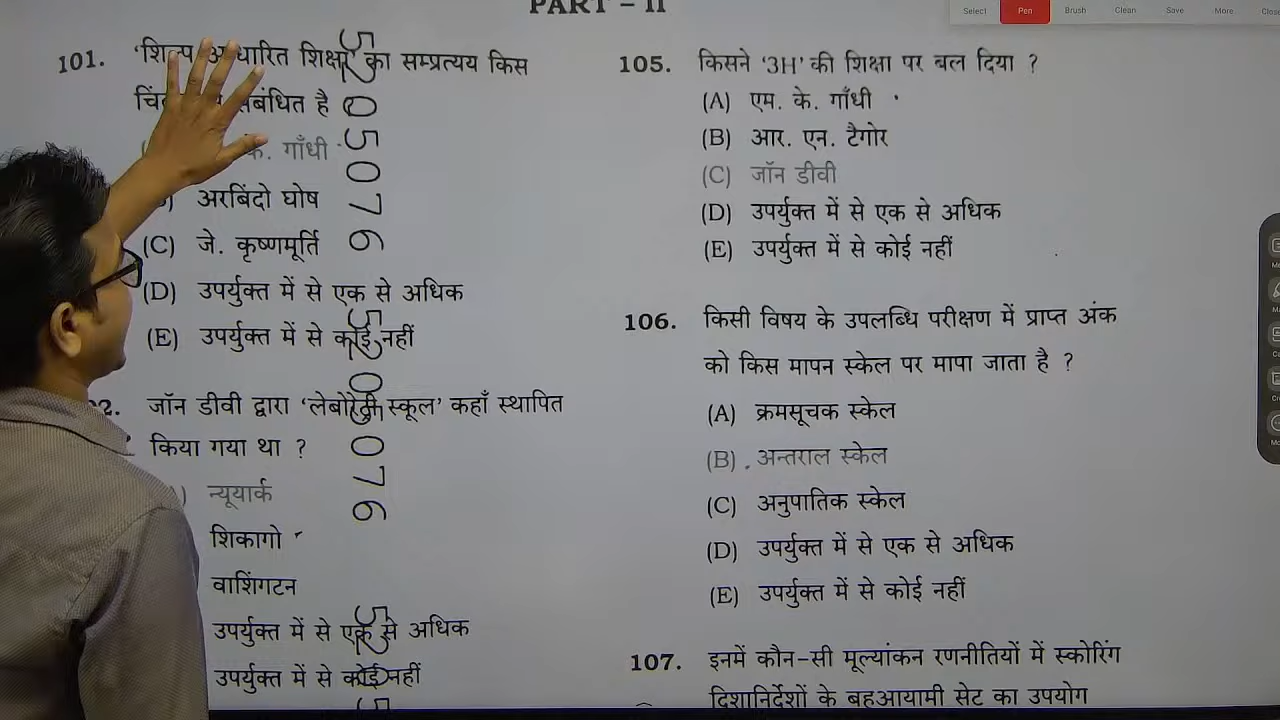 PART – II
Select Pen Brush Clean Save More
101. 'शिल्प आधारित शिक्षा' का सम्प्रत्यय किस
संबंधित है
के. गाँधी
अरबिंदो घोष
(C) जे. कृष्णमूर्ति
(D) उपर्युक्त में से एक से अधिक
(E) उपर्युक्त में से कोई नहीं
जॉन डीवी द्वारा 'लेबोरेट्री स्कूल' कहाँ स्थापित
किया गया था ?
न्यूयार्क
शिकागो
वाशिंगटन
उपर्युक्त में से एक से अधिक
उपर्युक्त में से कोई नहीं
5205076
5205076
105. किसने '3H' की शिक्षा पर बल दिया ?
(A) एम. के. गाँधी
(B) आर. एन. टैगोर
(C) जॉन डीवी
(D) उपर्युक्त में से एक से अधिक
(E) उपर्युक्त में से कोई नहीं
106. किसी विषय के उपलब्धि परीक्षण में प्राप्त अंक
को किस मापन स्केल पर मापा जाता है ?
(A) क्रमसूचक स्केल
(B) अन्तराल स्केल
(C) अनुपातिक स्केल
(D) उपर्युक्त में से एक से अधिक
(E) उपर्युक्त में से कोई नहीं
107. इनमें कौन-सी मूल्यांकन रणनीतियों में स्कोरिंग
दिशानिर्देशों के बहुआयामी सेट का उपयोग